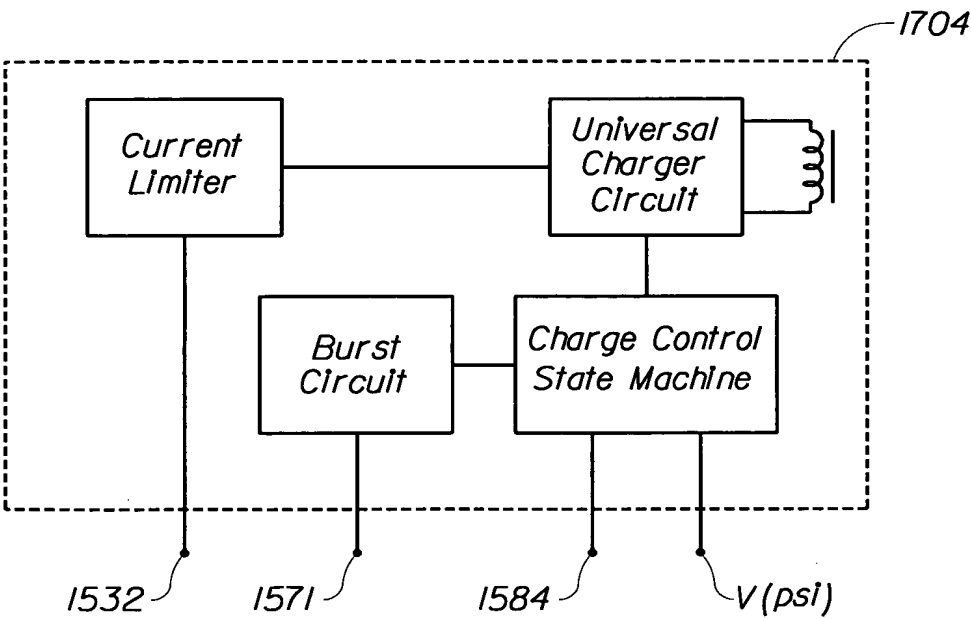 1704
Current
Limiter
Universal
Charger
Circuit
Burst
Circuit
Charge Control
State Machine
1532
1571
1584
V(psi)